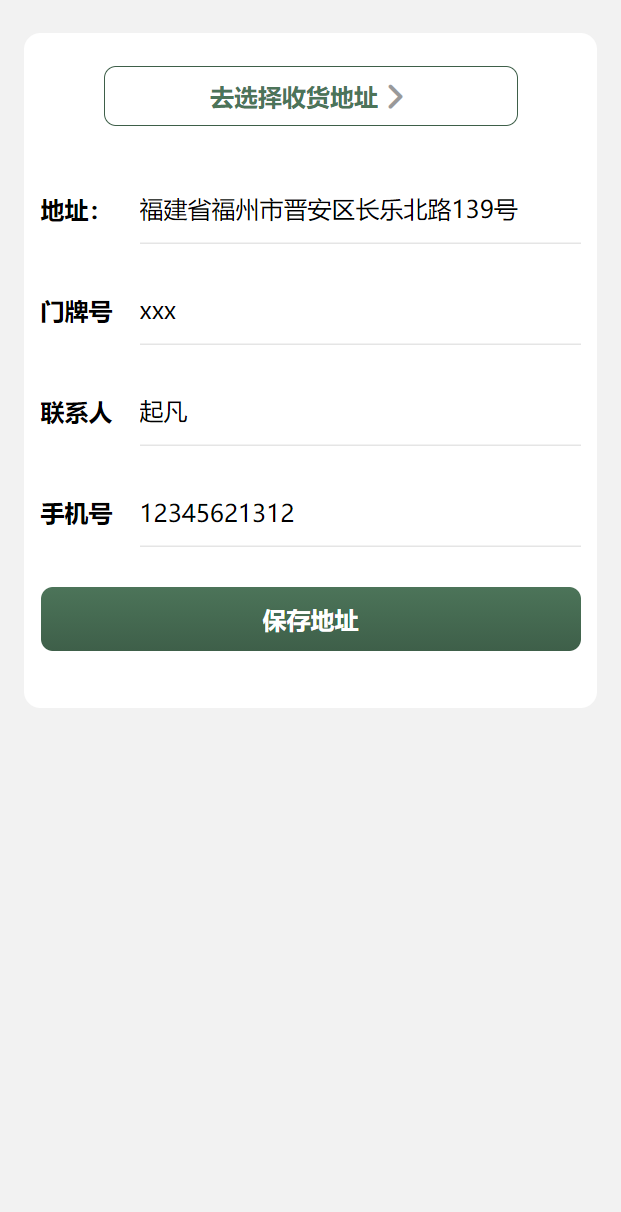 去选择收货地址
地址：
福建省福州市晋安区长乐北路139号
门牌号
xxx
联系人
起凡
手机号
12345621312
保存地址